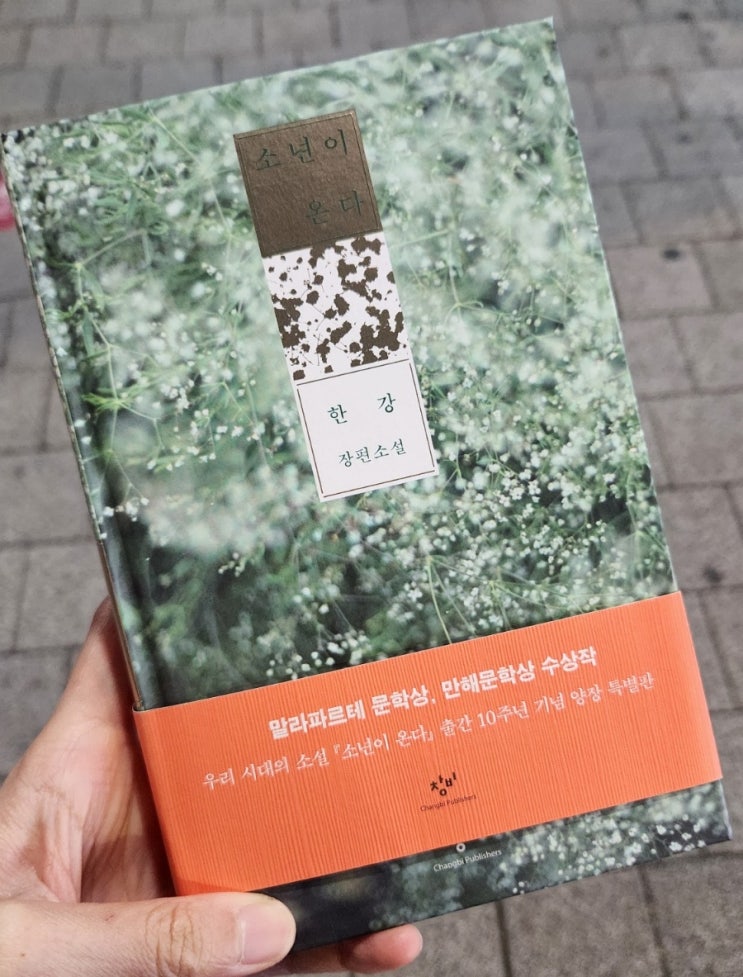 소년이
온다
한 강
장편소설
말라파르테 문학상, 만해문학상 수상작
우리 시대의 소설 『소년이 온다』 출간 10주년 기념 양장 특별판
창비
Changbi Publishers
Changbi Publishers